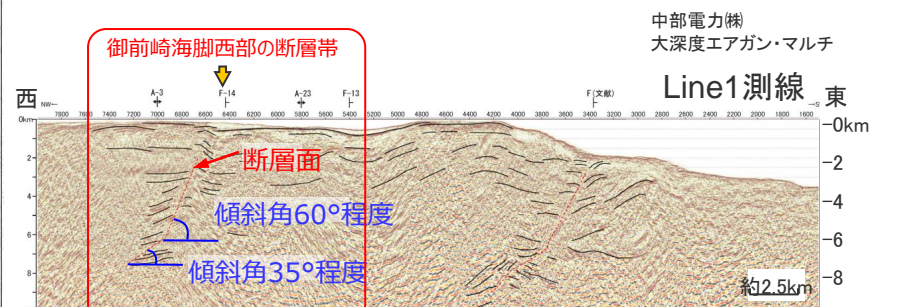 中部電力㈱
大深度エアガン・マルチ
御前崎海脚西部の断層帯
Line1測線
西 NW← A-3 F-14 A-23 F-13 F(文献) →S 東
7800 7600 7400 7200 7000 6800 6600 6400 6200 6000 5800 5600 5400 5200 5000 4800 4600 4400 4200 4000 3800 3600 3400 3200 3000 2800 2600 2400 2200 2000 1800 1600
0km 0km
断層面
2 2
4 4
傾斜角60°程度
6 6
傾斜角35°程度
8 8
約2.5km